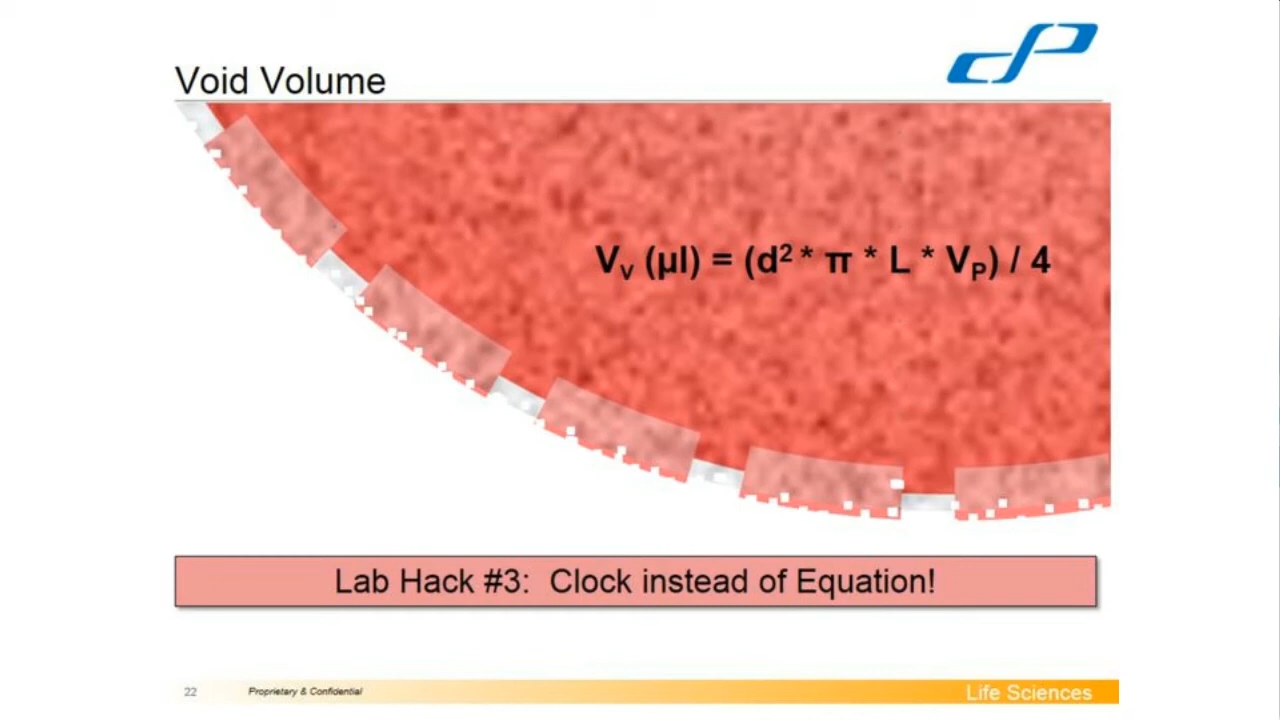 Void Volume
Vᵥ (µl) = (d² * π * L * Vₚ) / 4
Lab Hack #3:  Clock instead of Equation!
22
Proprietary & Confidential
Life Sciences